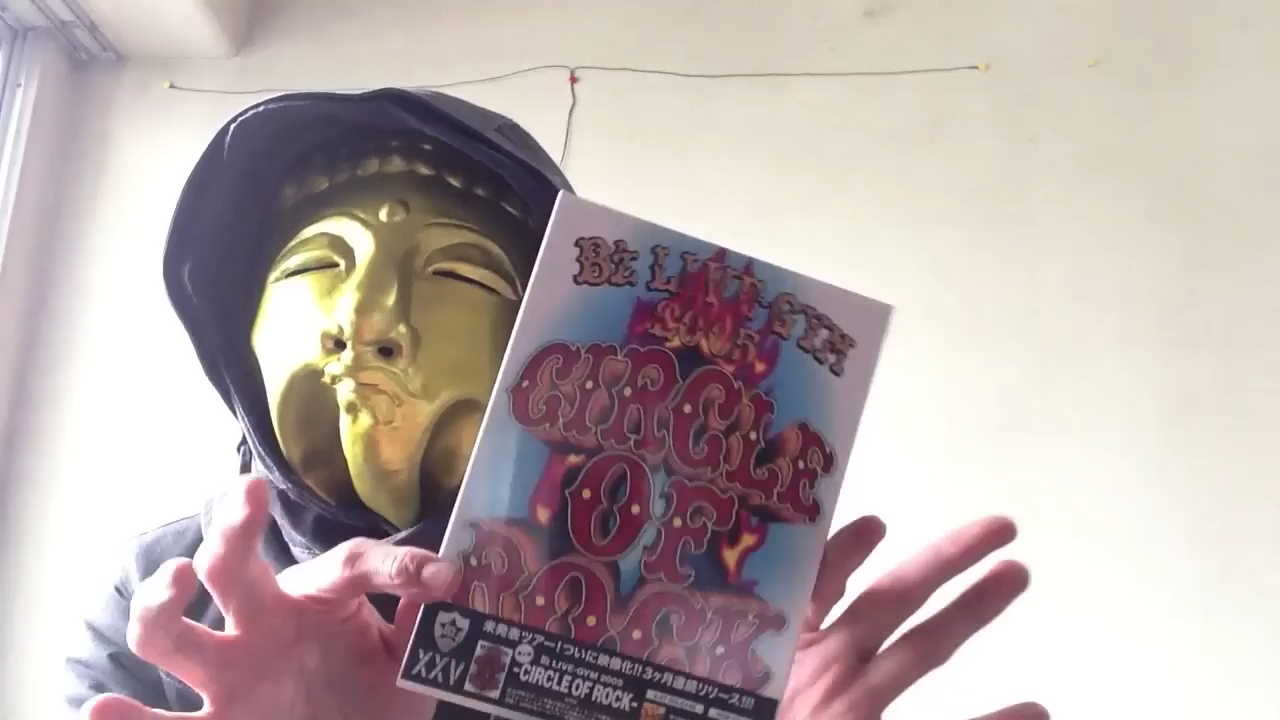 B'z LIVE-GYM
2005
CIRCLE
OF
ROCK
B'z
XXV
未発表ツアー!ついに映像化!!3ヶ月連続リリース!!!
B'z LIVE-GYM 2005
-CIRCLE OF ROCK-